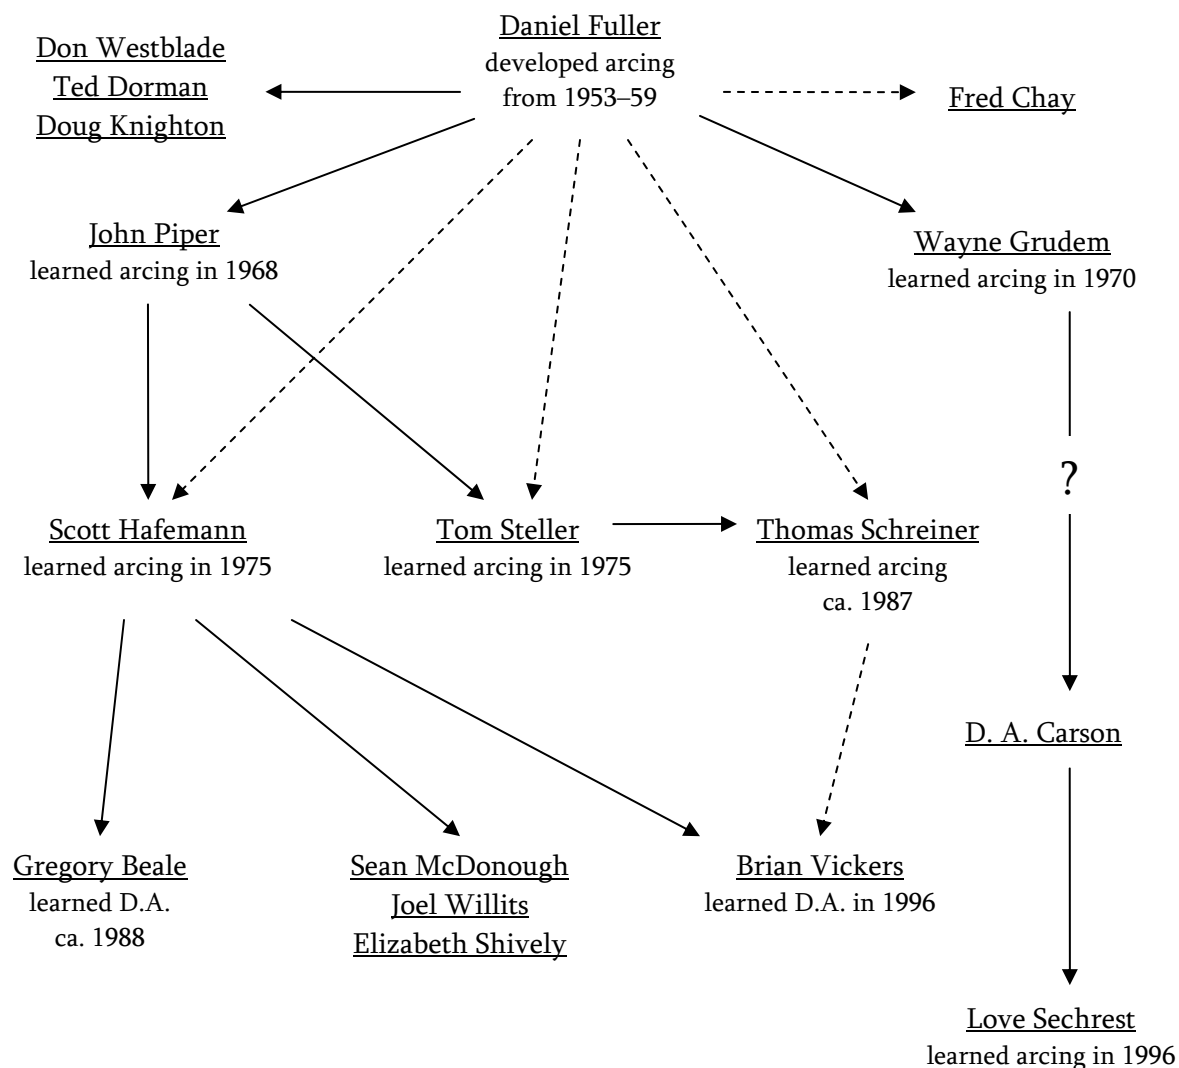 Daniel Fuller
developed arcing
from 1953–59
Don Westblade
Ted Dorman
Doug Knighton
Fred Chay
John Piper
learned arcing in 1968
Wayne Grudem
learned arcing in 1970
?
Scott Hafemann
learned arcing in 1975
Tom Steller
learned arcing in 1975
Thomas Schreiner
learned arcing
ca. 1987
D. A. Carson
Gregory Beale
learned D.A.
ca. 1988
Sean McDonough
Joel Willits
Elizabeth Shively
Brian Vickers
learned D.A. in 1996
Love Sechrest
learned arcing in 1996